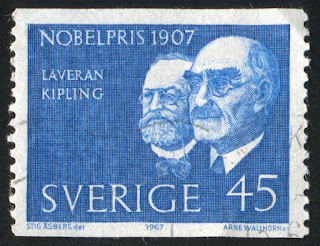 NOBELPRIS 1907
LAVERAN
KIPLING
SVERIGE 45
STIG ÅSBERG del 1967 ARNE WALLHORN sc